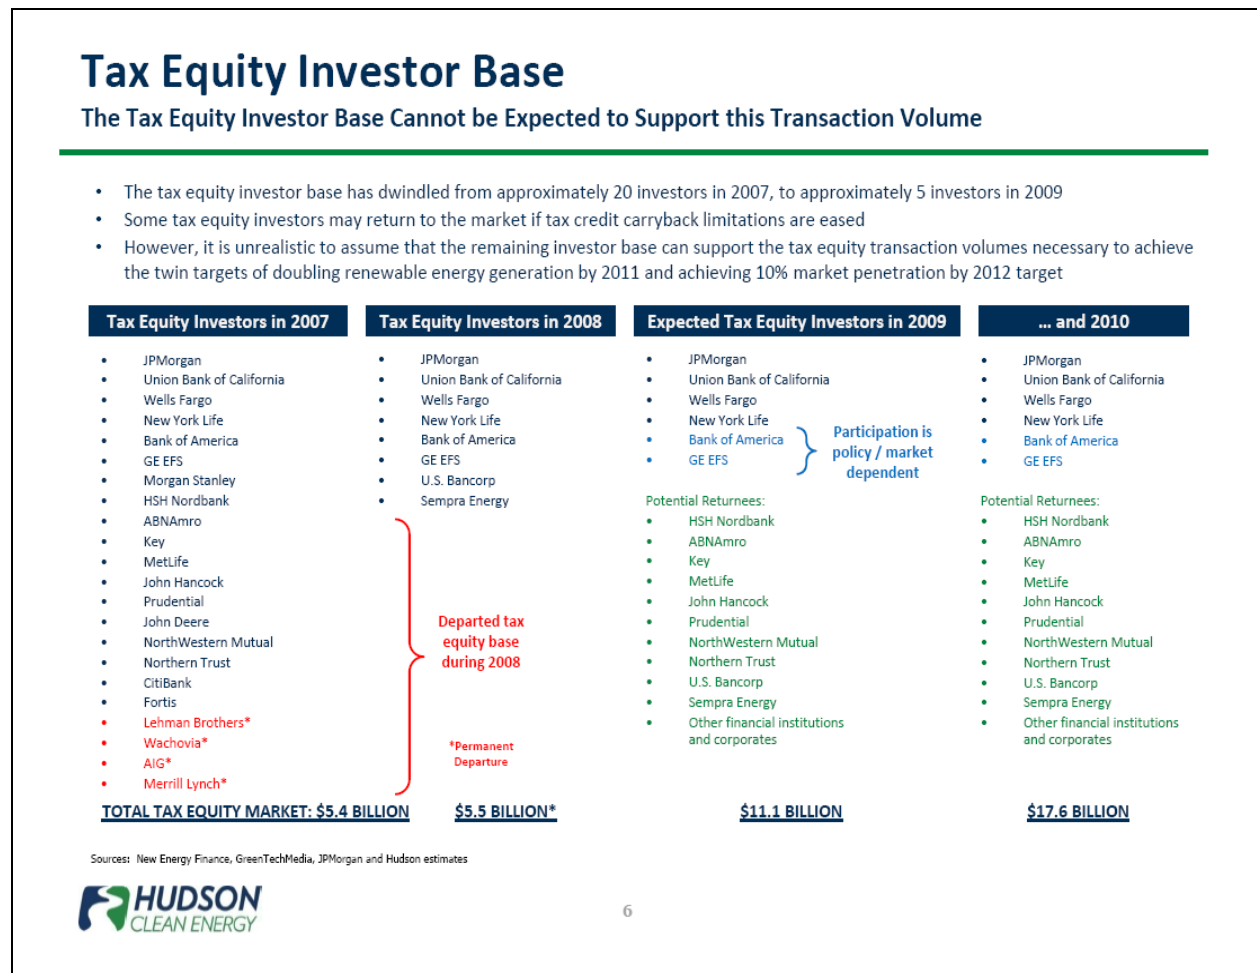 Tax Equity Investor Base
The Tax Equity Investor Base Cannot be Expected to Support this Transaction Volume
• The tax equity investor base has dwindled from approximately 20 investors in 2007, to approximately 5 investors in 2009
• Some tax equity investors may return to the market if tax credit carryback limitations are eased
• However, it is unrealistic to assume that the remaining investor base can support the tax equity transaction volumes necessary to achieve
the twin targets of doubling renewable energy generation by 2011 and achieving 10% market penetration by 2012 target
Tax Equity Investors in 2007
• JPMorgan
• Union Bank of California
• Wells Fargo
• New York Life
• Bank of America
• GE EFS
• Morgan Stanley
• HSH Nordbank
• ABNAmro
• Key
• MetLife
• John Hancock
• Prudential
• John Deere
• NorthWestern Mutual
• Northern Trust
• CitiBank
• Fortis
• Lehman Brothers*
• Wachovia*
• AIG*
• Merrill Lynch*
TOTAL TAX EQUITY MARKET: $5.4 BILLION
Tax Equity Investors in 2008
• JPMorgan
• Union Bank of California
• Wells Fargo
• New York Life
• Bank of America
• GE EFS
• U.S. Bancorp
• Sempra Energy
Departed tax
equity base
during 2008
*Permanent
Departure
$5.5 BILLION*
Expected Tax Equity Investors in 2009
• JPMorgan
• Union Bank of California
• Wells Fargo
• New York Life
• Bank of America
• GE EFS
Participation is
policy / market
dependent
Potential Returnees:
• HSH Nordbank
• ABNAmro
• Key
• MetLife
• John Hancock
• Prudential
• NorthWestern Mutual
• Northern Trust
• U.S. Bancorp
• Sempra Energy
• Other financial institutions
and corporates
$11.1 BILLION
... and 2010
• JPMorgan
• Union Bank of California
• Wells Fargo
• New York Life
• Bank of America
• GE EFS
Potential Returnees:
• HSH Nordbank
• ABNAmro
• Key
• MetLife
• John Hancock
• Prudential
• NorthWestern Mutual
• Northern Trust
• U.S. Bancorp
• Sempra Energy
• Other financial institutions
and corporates
$17.6 BILLION
Sources: New Energy Finance, GreenTechMedia, JPMorgan and Hudson estimates
HUDSON
CLEAN ENERGY
6